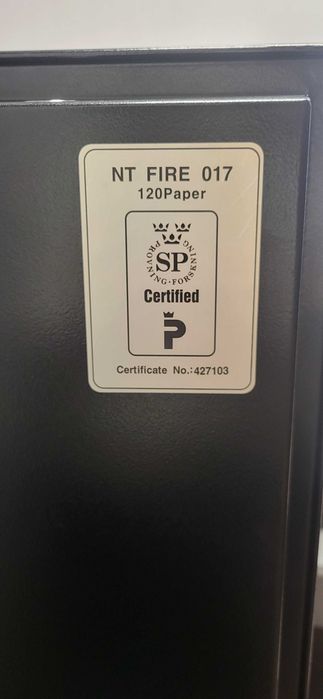 NT FIRE 017
120Paper
PROVNING·FORSKNING
SP
Certified
P
Certificate No.:427103